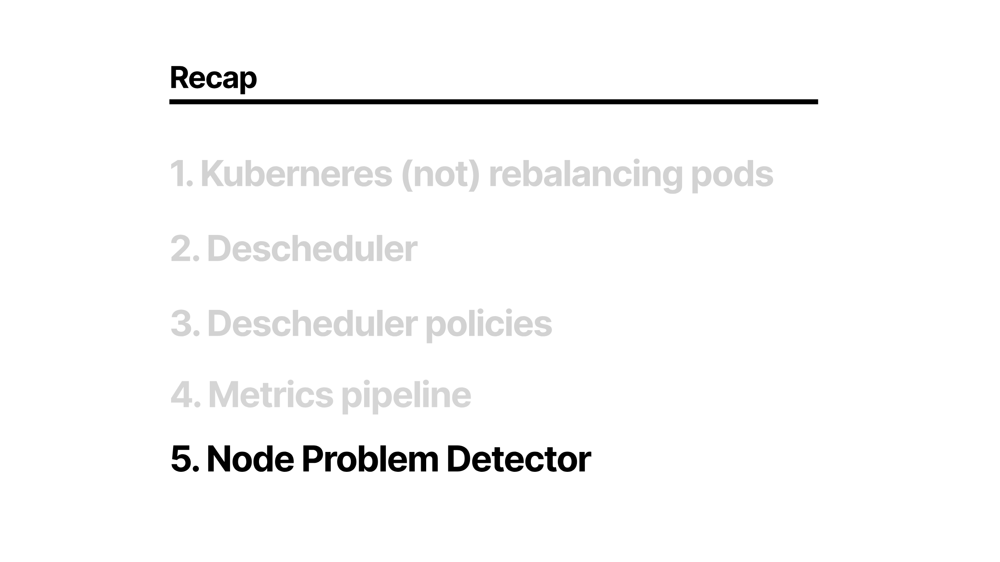 Recap
1. Kuberneres (not) rebalancing pods
2. Descheduler
3. Descheduler policies
4. Metrics pipeline
5. Node Problem Detector